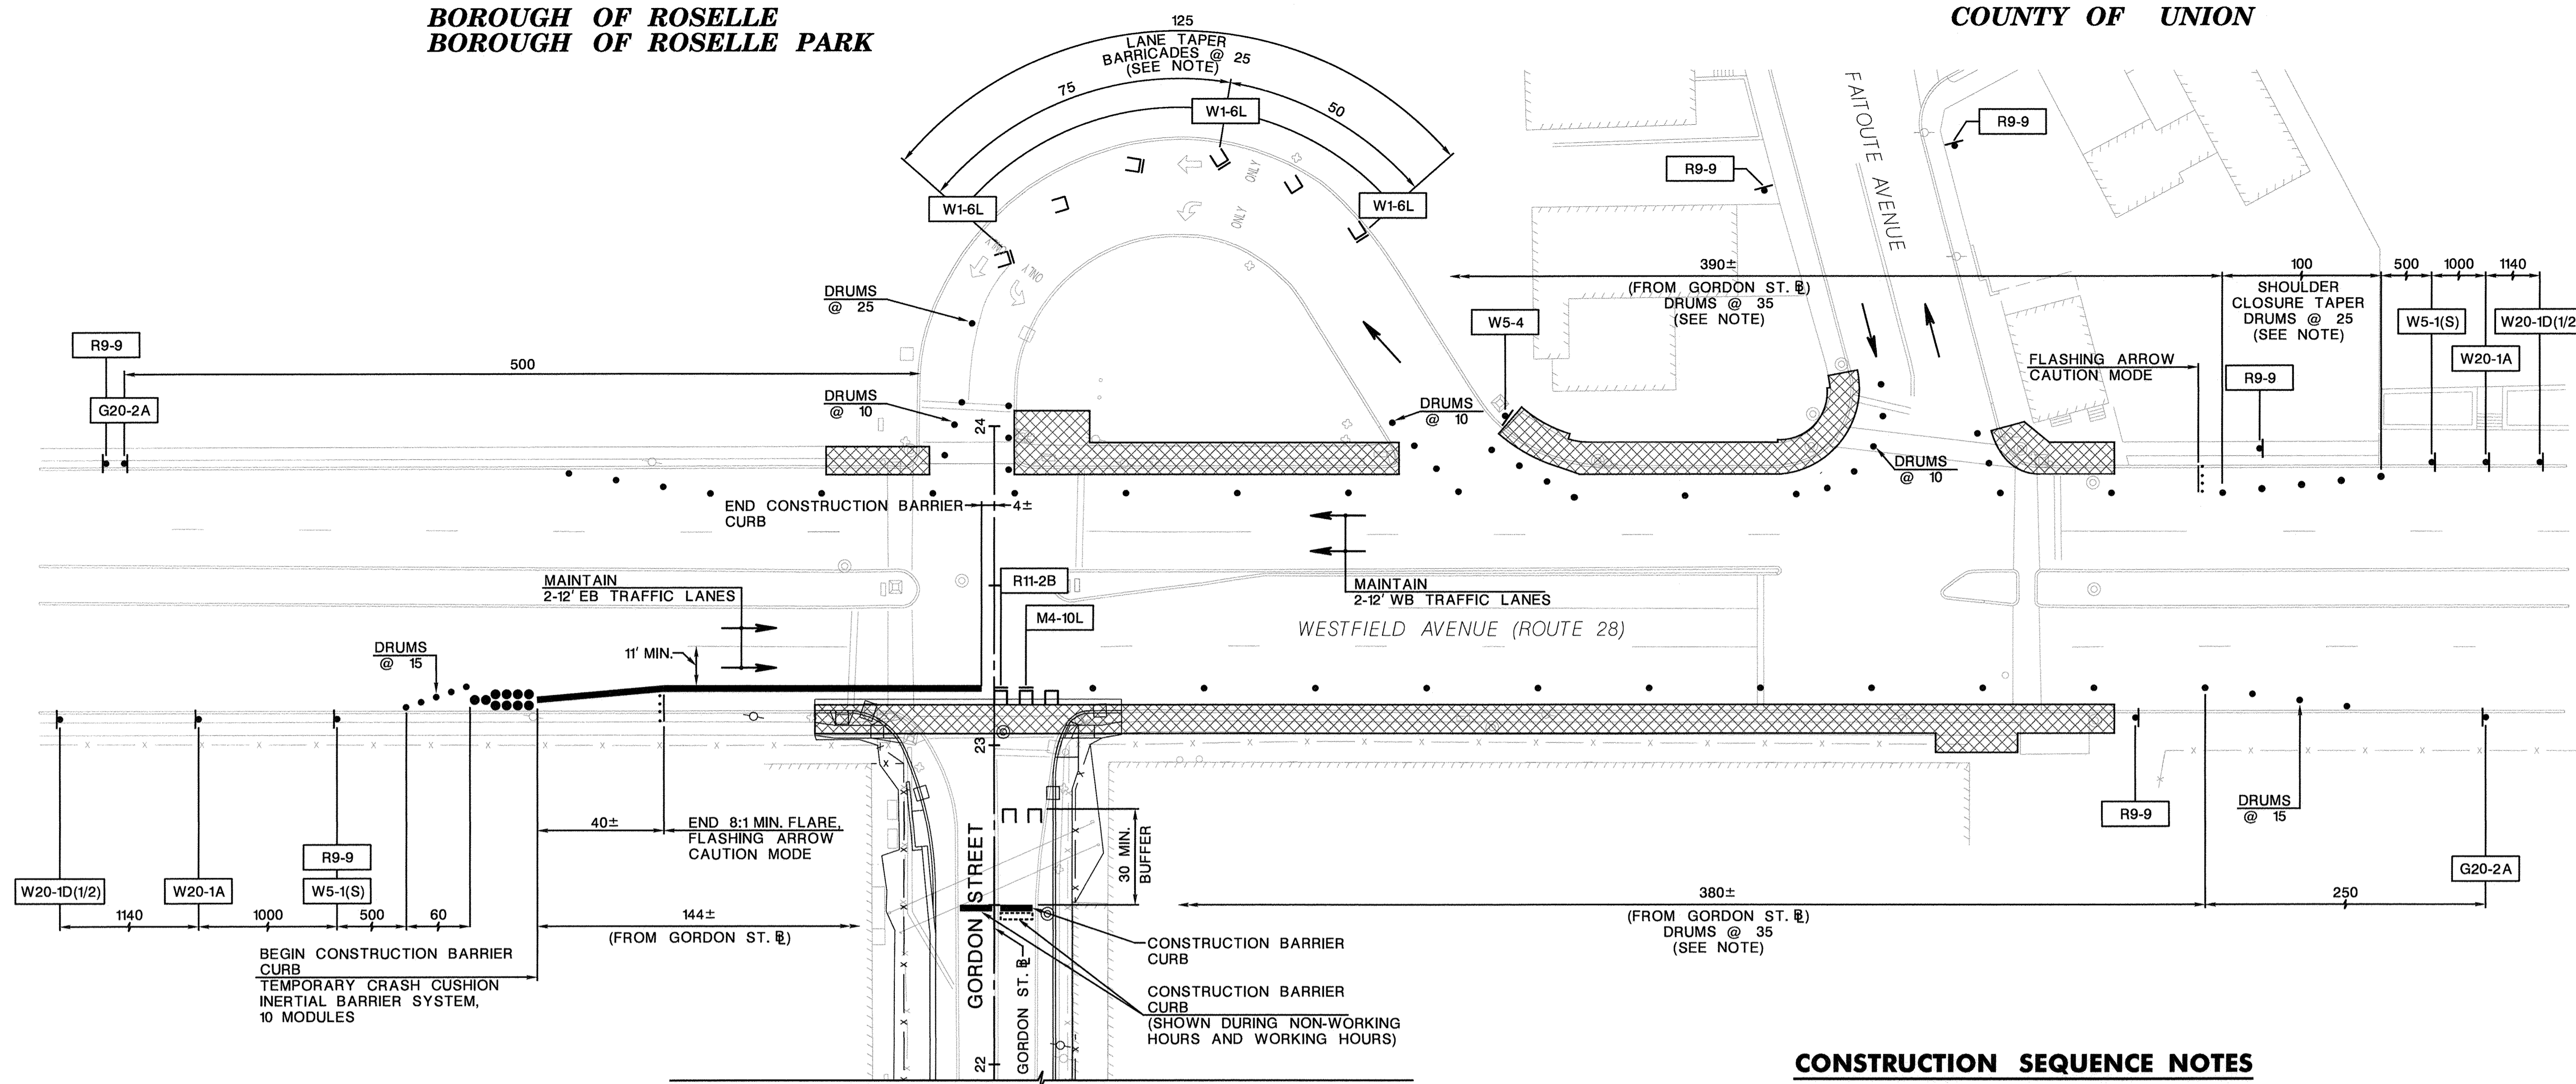 BOROUGH OF ROSELLE
BOROUGH OF ROSELLE PARK
COUNTY OF UNION
125
LANE TAPER
BARRICADES @ 25
(SEE NOTE)
75
50
W1-6L
W1-6L
W1-6L
ONLY
ONLY
ONLY
FAITOUTE AVENUE
R9-9
R9-9
DRUMS
@ 25
390±
(FROM GORDON ST. BL)
DRUMS @ 35
(SEE NOTE)
100
SHOULDER
CLOSURE TAPER
DRUMS @ 25
(SEE NOTE)
500
1000
1140
W5-1(S)
W20-1D(1/2
W20-1A
W5-4
FLASHING ARROW
CAUTION MODE
R9-9
R9-9
G20-2A
500
DRUMS
@ 10
DRUMS
@ 10
DRUMS
@ 10
24
END CONSTRUCTION BARRIER
CURB
4±
MAINTAIN
2-12' EB TRAFFIC LANES
R11-2B
M4-10L
MAINTAIN
2-12' WB TRAFFIC LANES
WESTFIELD AVENUE (ROUTE 28)
DRUMS
@ 15
11' MIN.
23
40±
END 8:1 MIN. FLARE,
FLASHING ARROW
CAUTION MODE
R9-9
W20-1D(1/2)
W20-1A
W5-1(S)
1140
1000
500
60
144±
(FROM GORDON ST. BL)
BEGIN CONSTRUCTION BARRIER
CURB
TEMPORARY CRASH CUSHION
INERTIAL BARRIER SYSTEM,
10 MODULES
GORDON STREET
GORDON ST. BL
22
30 MIN.
BUFFER
CONSTRUCTION BARRIER
CURB
CONSTRUCTION BARRIER
CURB
(SHOWN DURING NON-WORKING
HOURS AND WORKING HOURS)
380±
(FROM GORDON ST. BL)
DRUMS @ 35
(SEE NOTE)
R9-9
DRUMS
@ 15
G20-2A
250
CONSTRUCTION SEQUENCE NOTES